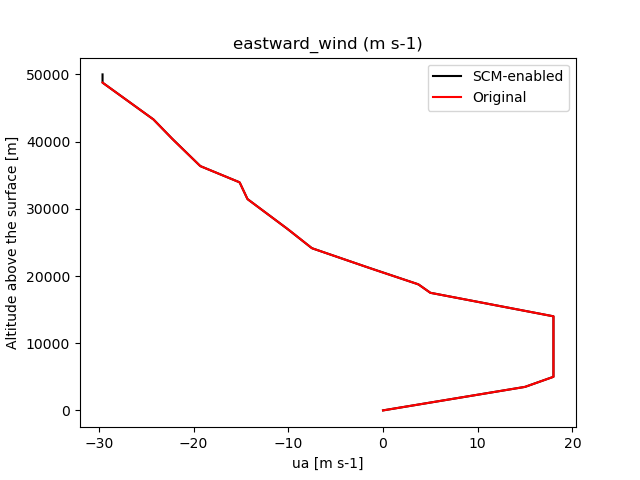 eastward_wind (m s-1)
SCM-enabled
Original
Altitude above the surface [m]
50000
40000
30000
20000
10000
0
−30
−20
−10
0
10
20
ua [m s-1]